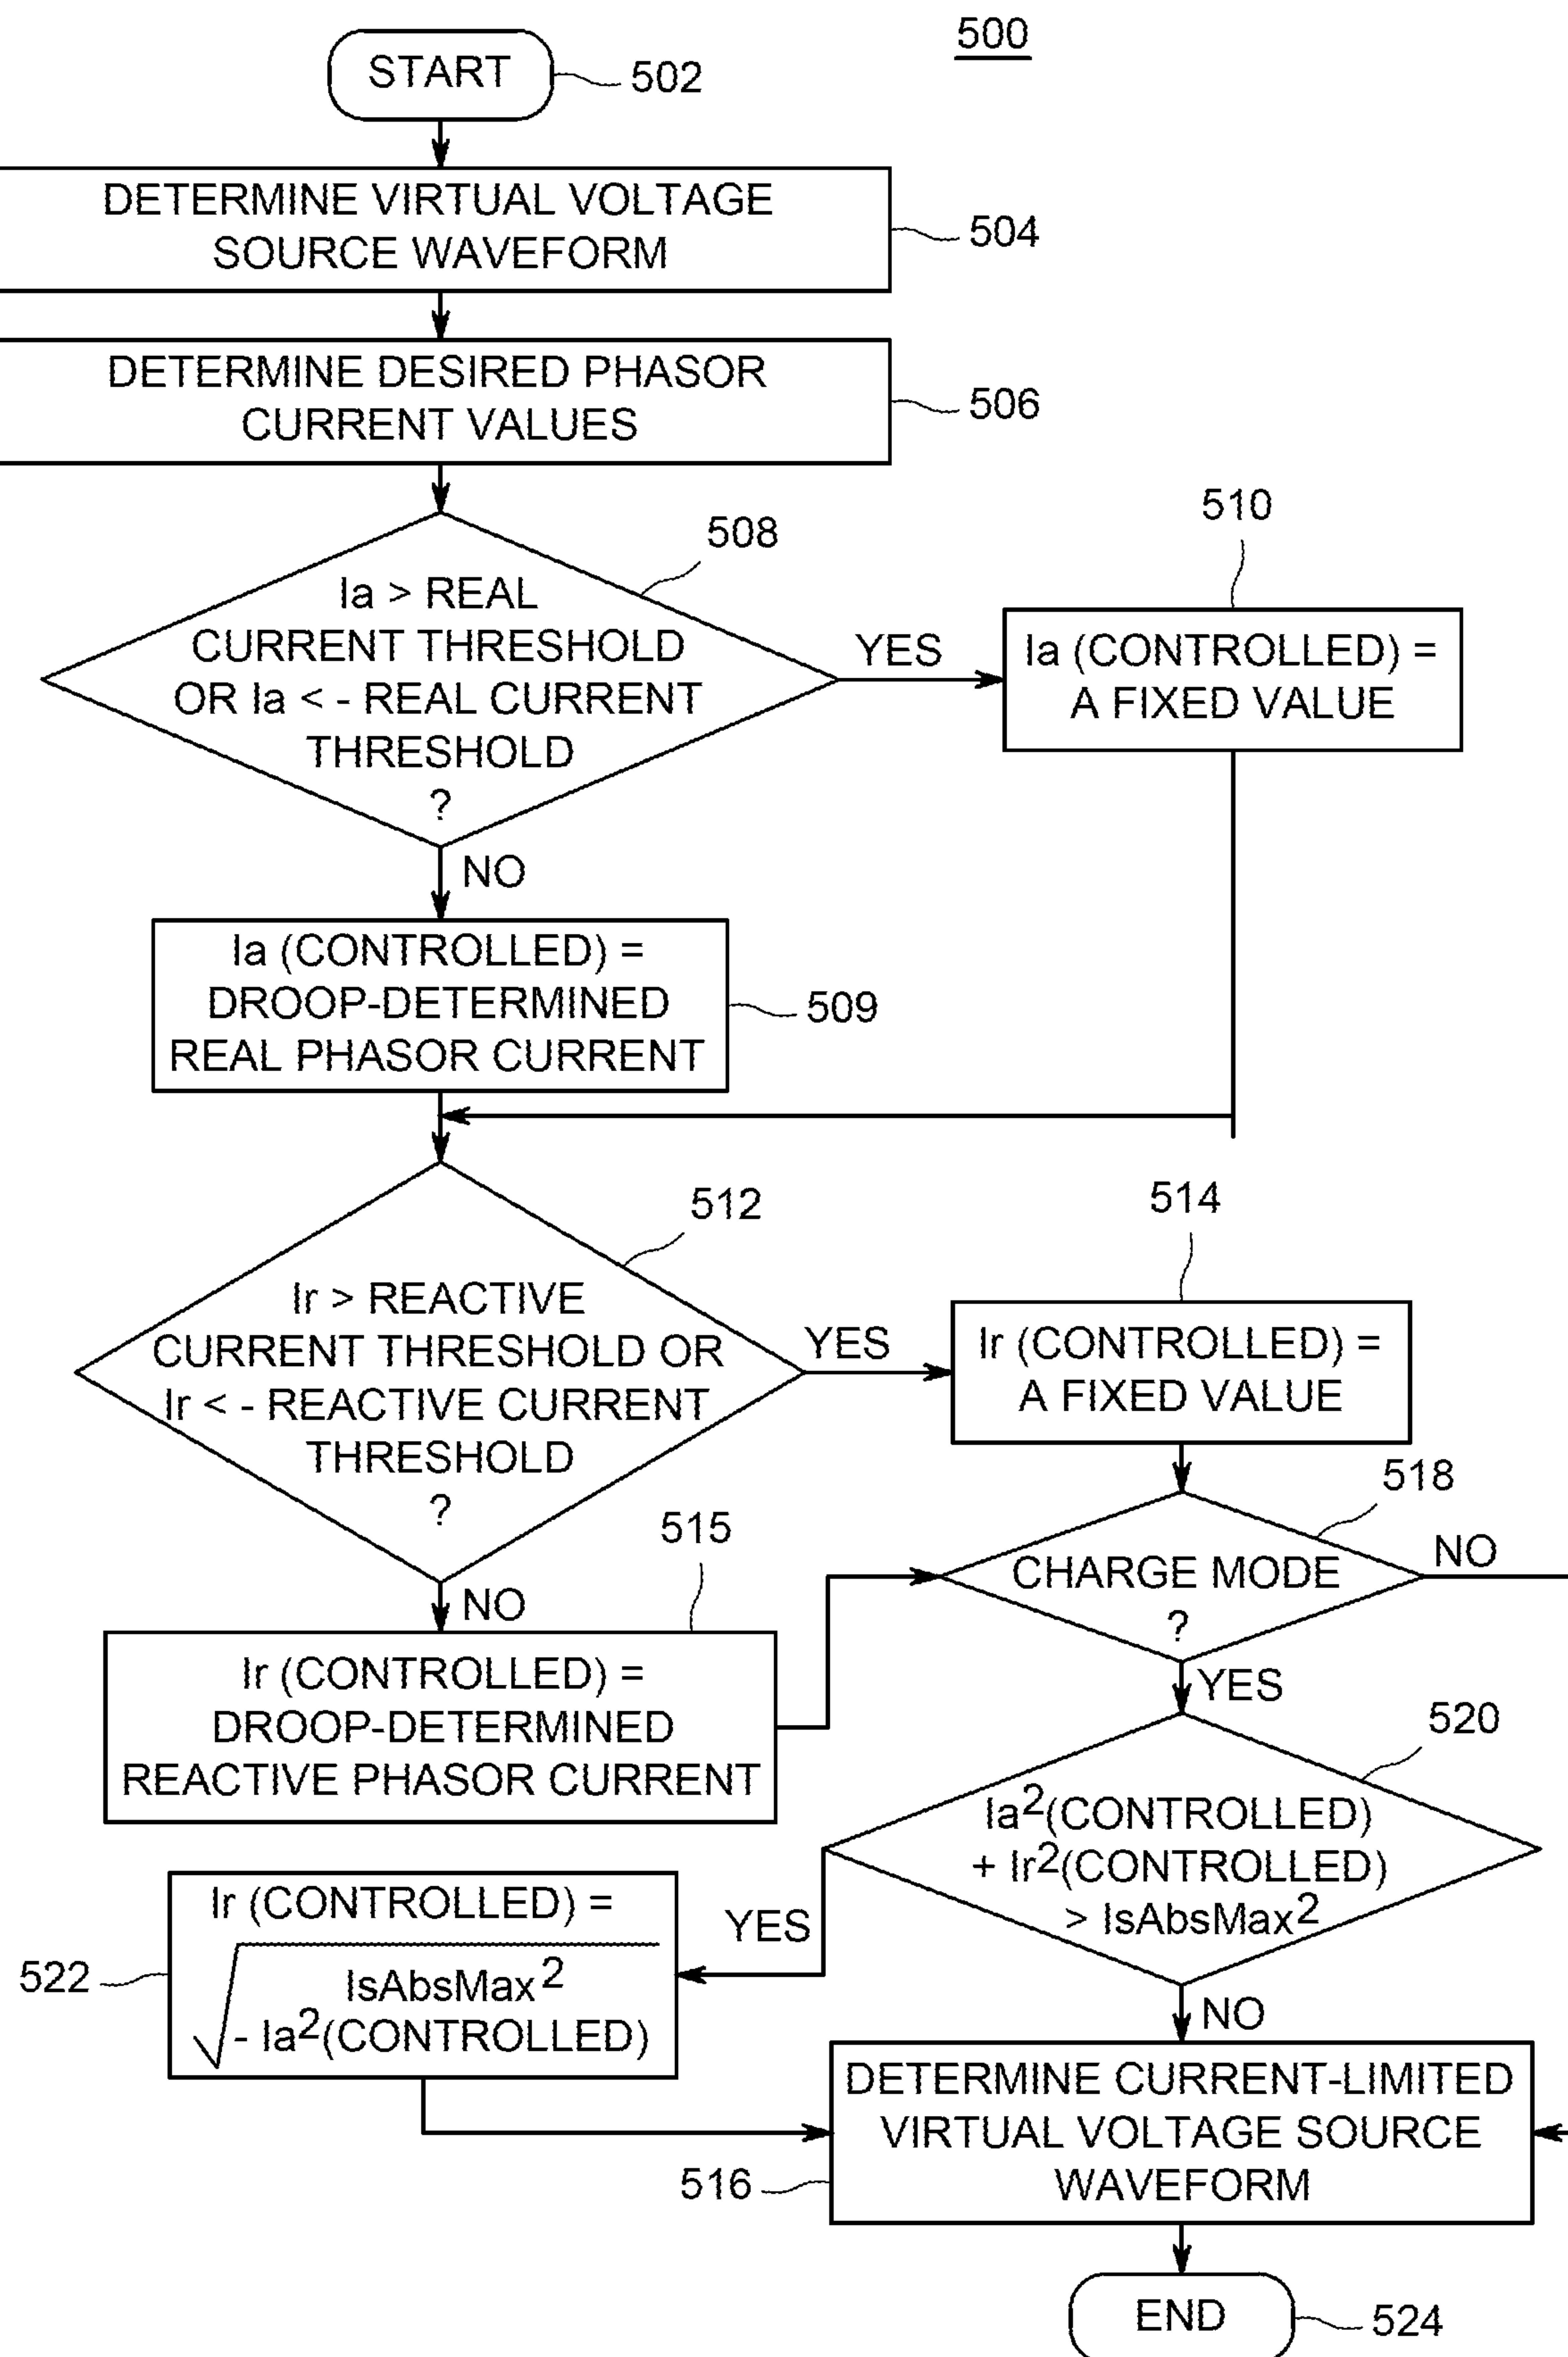 500
START
502
DETERMINE VIRTUAL VOLTAGE
SOURCE WAVEFORM
504
DETERMINE DESIRED PHASOR
CURRENT VALUES
506
508
Ia > REAL
CURRENT THRESHOLD
OR Ia < - REAL CURRENT
THRESHOLD
?
YES
510
Ia (CONTROLLED) =
A FIXED VALUE
NO
Ia (CONTROLLED) =
DROOP-DETERMINED
REAL PHASOR CURRENT
509
512
Ir > REACTIVE
CURRENT THRESHOLD OR
Ir < - REACTIVE CURRENT
THRESHOLD
?
YES
514
Ir (CONTROLLED) =
A FIXED VALUE
NO
515
Ir (CONTROLLED) =
DROOP-DETERMINED
REACTIVE PHASOR CURRENT
518
CHARGE MODE
?
NO
YES
520
Ia²(CONTROLLED)
+ Ir²(CONTROLLED)
> IsAbsMax²
YES
522
Ir (CONTROLLED) =
√ IsAbsMax²
- Ia²(CONTROLLED)
NO
DETERMINE CURRENT-LIMITED
VIRTUAL VOLTAGE SOURCE
WAVEFORM
516
END
524